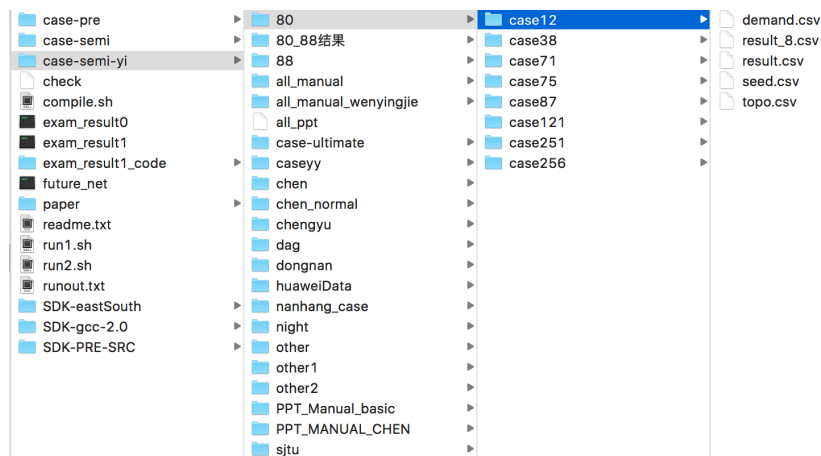 case-pre
case-semi
case-semi-yi
check
compile.sh
exam_result0
exam_result1
exam_result1_code
future_net
paper
readme.txt
run1.sh
run2.sh
runout.txt
SDK-eastSouth
SDK-gcc-2.0
SDK-PRE-SRC
80
80_88结果
88
all_manual
all_manual_wenyingjie
all_ppt
case-ultimate
caseyy
chen
chen_normal
chengyu
dag
dongnan
huaweiData
nanhang_case
night
other
other1
other2
PPT_Manual_basic
PPT_MANUAL_CHEN
sjtu
case12
case38
case71
case75
case87
case121
case251
case256
demand.csv
result_8.csv
result.csv
seed.csv
topo.csv